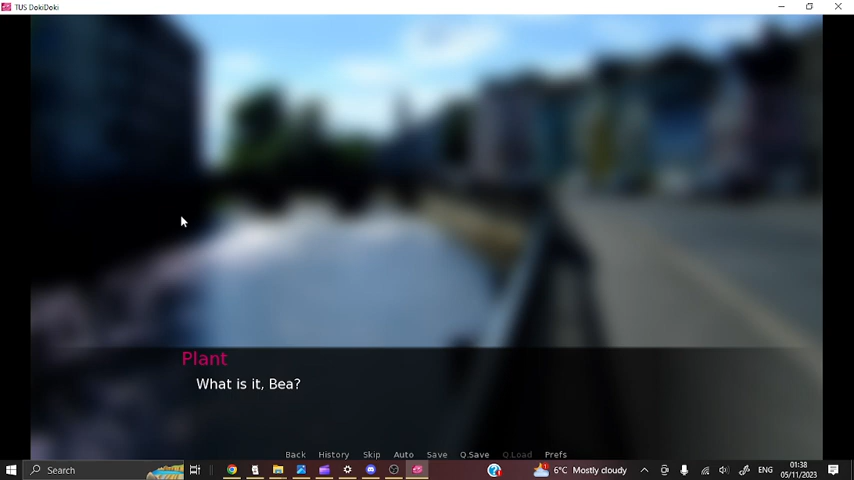 TUS DokiDoki
Plant
What is it, Bea?
Back History Skip Auto Save Q.Save Q.Load Prefs
Search
6°C Mostly cloudy
ENG
01:38
05/11/2023